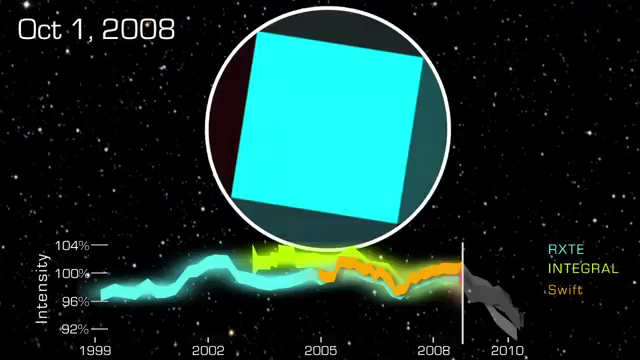 Oct 1, 2008
104%
100%
96%
92%
Intensity
1999
2002
2005
2008
2010
RXTE
INTEGRAL
Swift